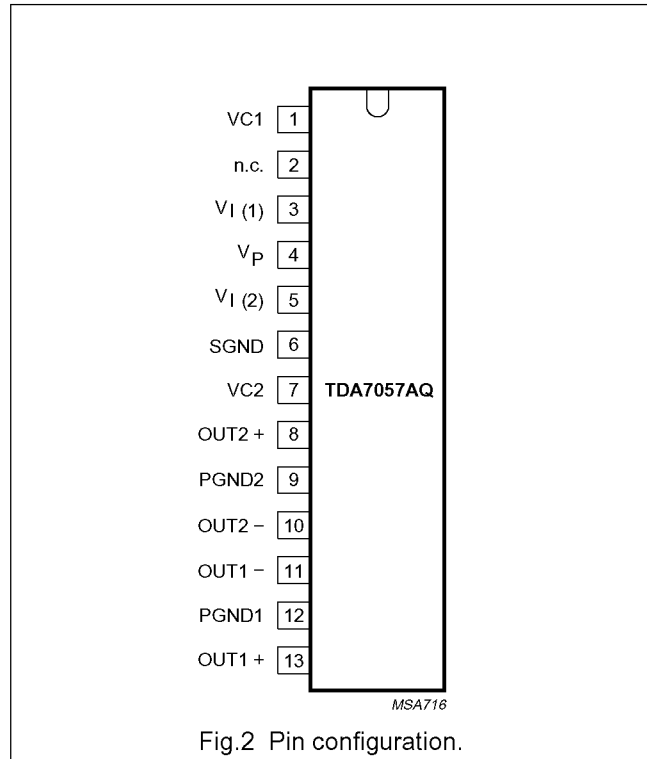 VC1 1
n.c. 2
VI (1) 3
VP 4
VI (2) 5
SGND 6
VC2 7 TDA7057AQ
OUT2 + 8
PGND2 9
OUT2 − 10
OUT1 − 11
PGND1 12
OUT1 + 13
MSA716
Fig.2 Pin configuration.